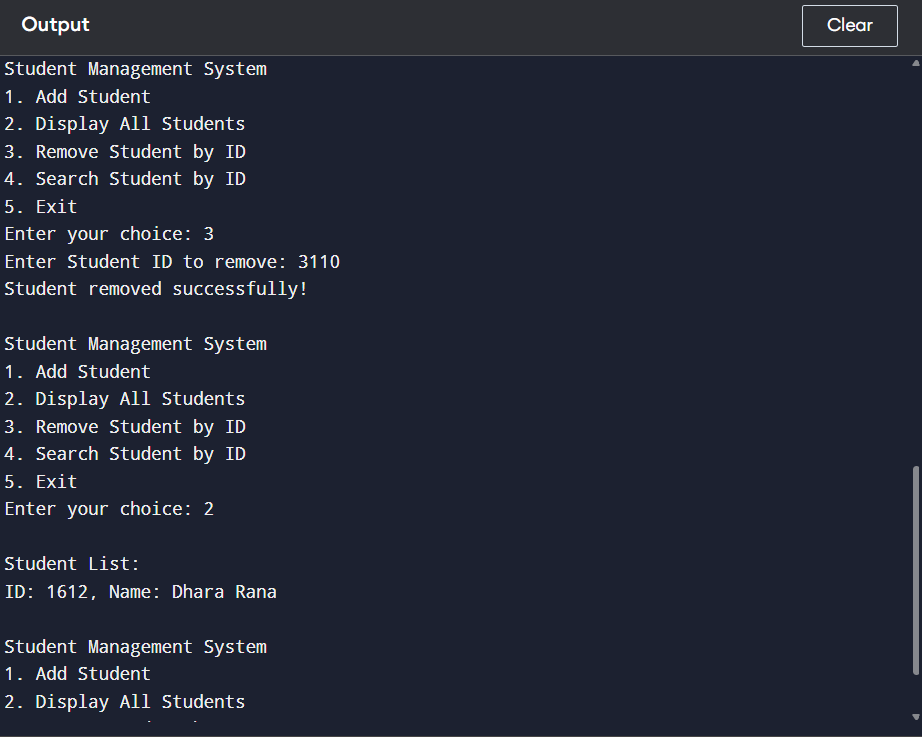 Output
Clear
Student Management System
1. Add Student
2. Display All Students
3. Remove Student by ID
4. Search Student by ID
5. Exit
Enter your choice: 3
Enter Student ID to remove: 3110
Student removed successfully!
Student Management System
1. Add Student
2. Display All Students
3. Remove Student by ID
4. Search Student by ID
5. Exit
Enter your choice: 2
Student List:
ID: 1612, Name: Dhara Rana
Student Management System
1. Add Student
2. Display All Students